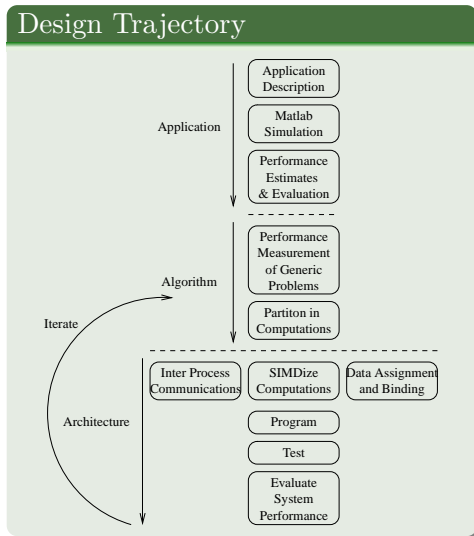 Design Trajectory
Application
Description
Matlab
Simulation
Application
Performance
Estimates
& Evaluation
Performance
Measurement
of Generic
Problems
Algorithm
Partiton in
Computations
Iterate
Inter Process
Communications
SIMDize
Computations
Data Assignment
and Binding
Architecture
Program
Test
Evaluate
System
Performance